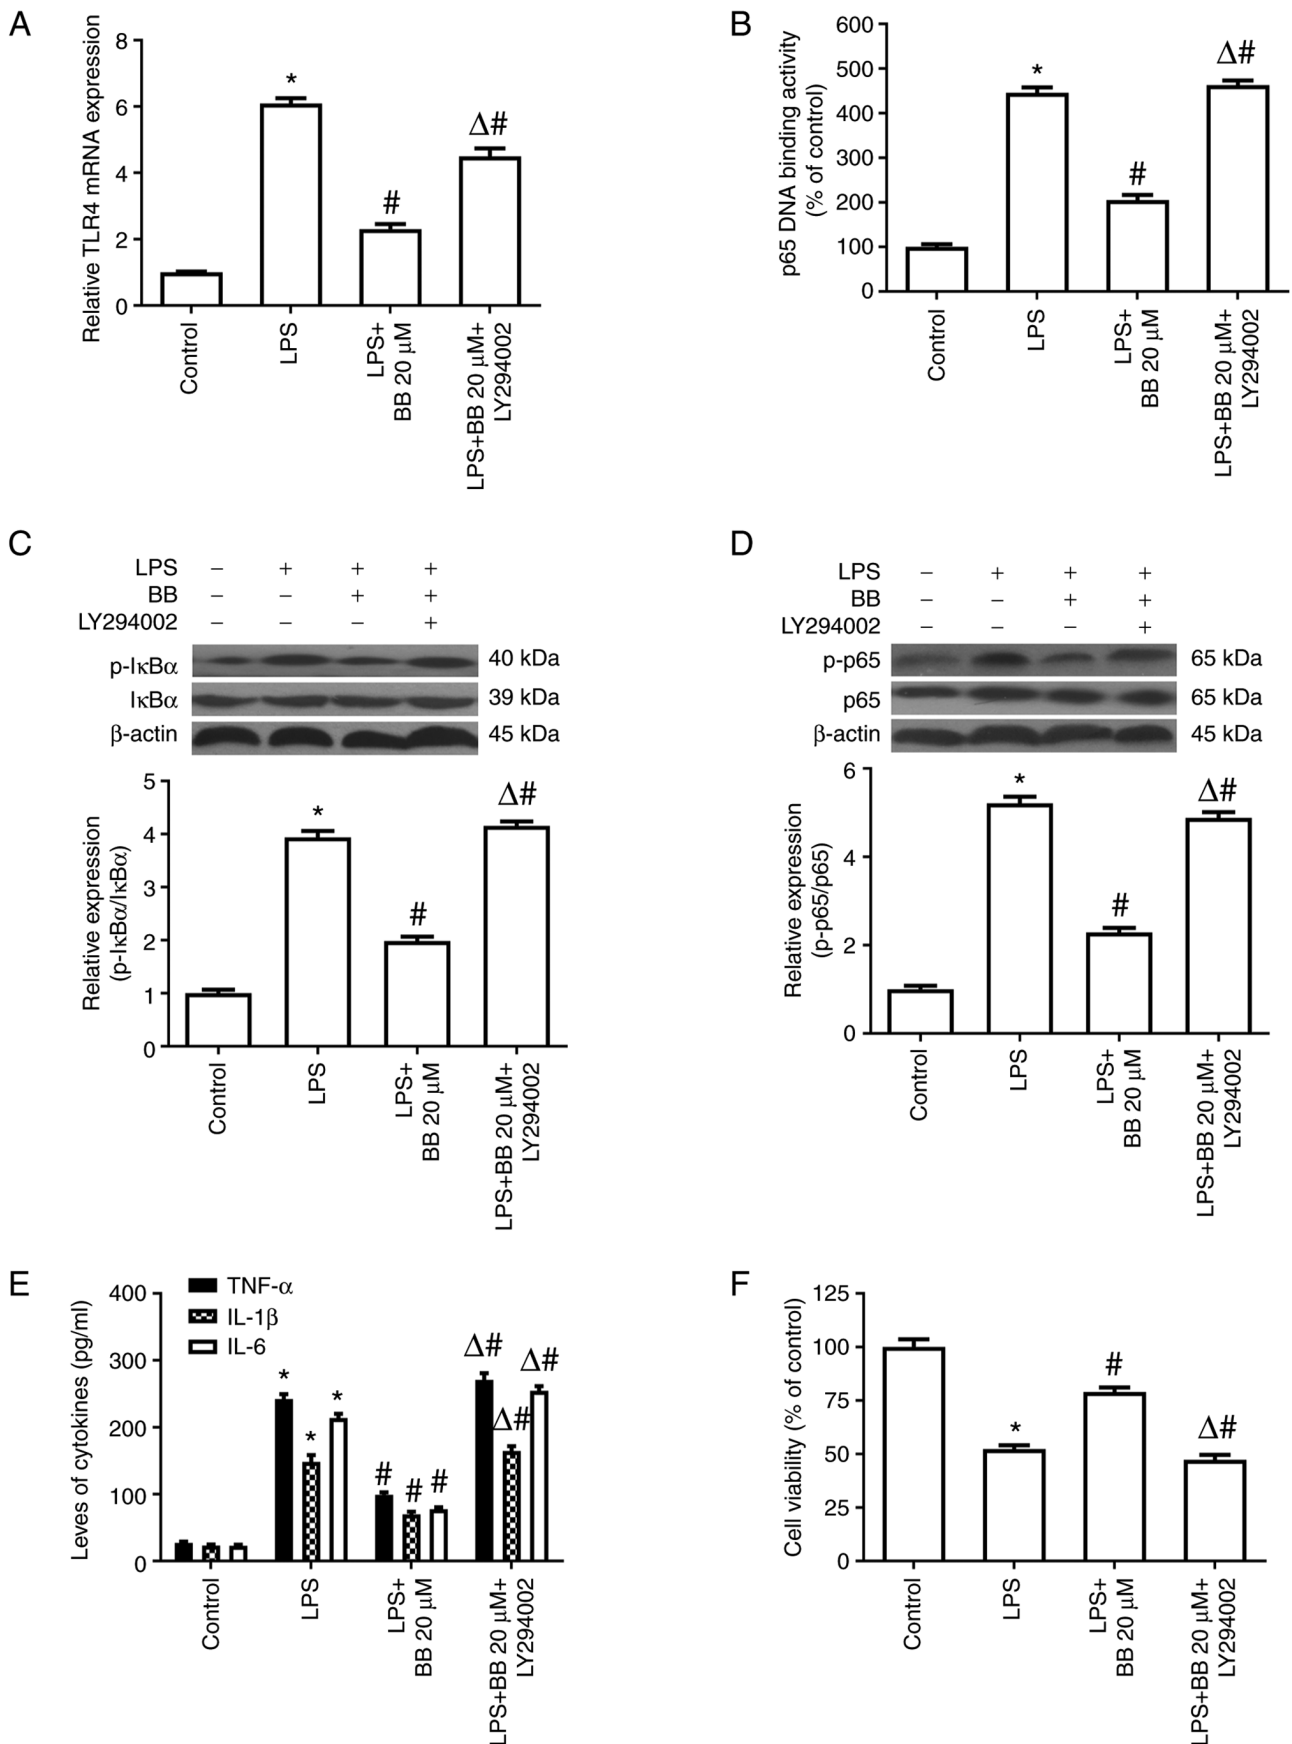 A
Relative TLR4 mRNA expression
8
6
4
2
0
*
#
Δ#
Control
LPS
LPS+
BB 20 μM
LPS+BB 20 μM+
LY294002
B
p65 DNA binding activity
(% of control)
600
500
400
300
200
100
0
*
#
Δ#
Control
LPS
LPS+
BB 20 μM
LPS+BB 20 μM+
LY294002
C
LPS – + + +
BB – – + +
LY294002 – – – +
p-IκBα 40 kDa
IκBα 39 kDa
β-actin 45 kDa
Relative expression
(p-IκBα/IκBα)
5
4
3
2
1
0
*
#
Δ#
Control
LPS
LPS+
BB 20 μM
LPS+BB 20 μM+
LY294002
D
LPS – + + +
BB – – + +
LY294002 – – – +
p-p65 65 kDa
p65 65 kDa
β-actin 45 kDa
Relative expression
(p-p65/p65)
6
4
2
0
*
#
Δ#
Control
LPS
LPS+
BB 20 μM
LPS+BB 20 μM+
LY294002
E
Leves of cytokines (pg/ml)
400
300
200
100
0
TNF-α
IL-1β
IL-6
* * *
# # #
Δ# Δ# Δ#
Control
LPS
LPS+
BB 20 μM
LPS+BB 20 μM+
LY294002
F
Cell viability (% of control)
125
100
75
50
25
0
*
#
Δ#
Control
LPS
LPS+
BB 20 μM
LPS+BB 20 μM+
LY294002